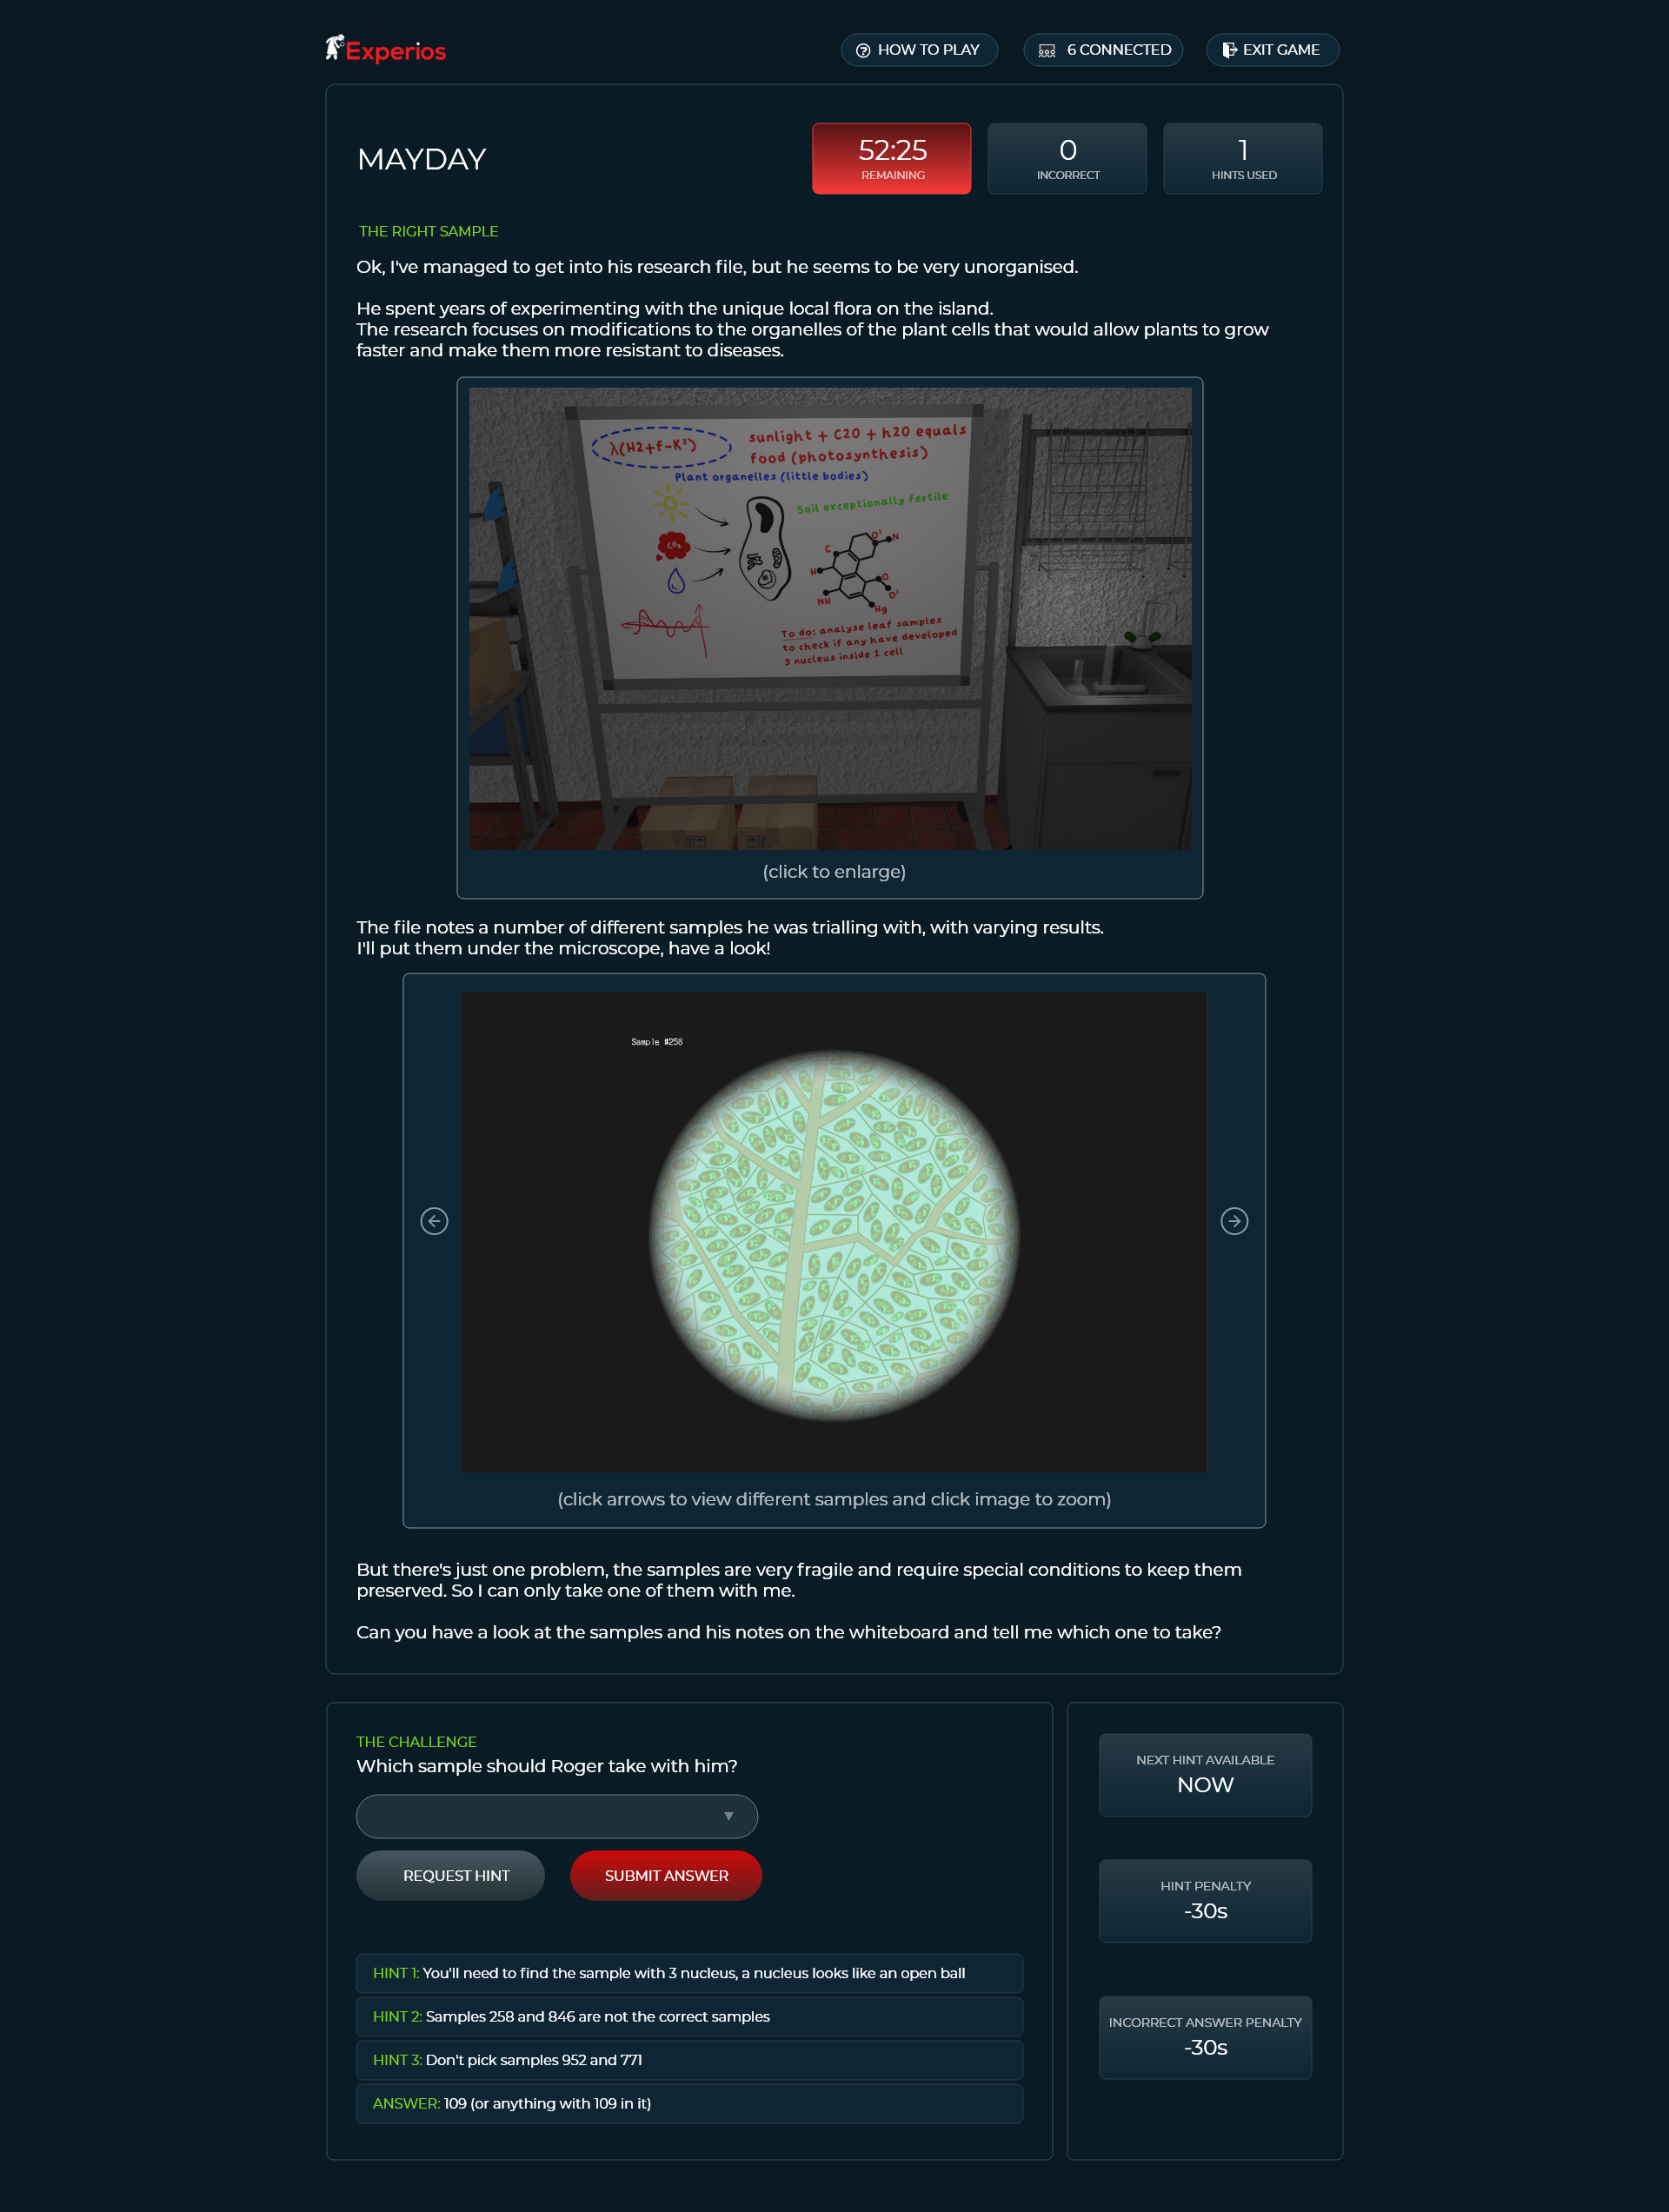 Experios
HOW TO PLAY
6 CONNECTED
EXIT GAME
MAYDAY
52:25
REMAINING
0
INCORRECT
1
HINTS USED
THE RIGHT SAMPLE
Ok, I've managed to get into his research file, but he seems to be very unorganised.
He spent years of experimenting with the unique local flora on the island.
The research focuses on modifications to the organelles of the plant cells that would allow plants to grow
faster and make them more resistant to diseases.
λ(H2+f-K³)
sunlight + C2O + h2O equals
food (photosynthesis)
Plant organelles (little bodies)
Soil exceptionally fertile
CO₂
C
O²
N
H
O
O²
NH
Hg
To do: analyse leaf samples
to check if any have developed
3 nucleus inside 1 cell
(click to enlarge)
The file notes a number of different samples he was trialling with, with varying results.
I'll put them under the microscope, have a look!
Sample #258
(click arrows to view different samples and click image to zoom)
But there's just one problem, the samples are very fragile and require special conditions to keep them
preserved. So I can only take one of them with me.
Can you have a look at the samples and his notes on the whiteboard and tell me which one to take?
THE CHALLENGE
Which sample should Roger take with him?
REQUEST HINT
SUBMIT ANSWER
HINT 1: You'll need to find the sample with 3 nucleus, a nucleus looks like an open ball
HINT 2: Samples 258 and 846 are not the correct samples
HINT 3: Don't pick samples 952 and 771
ANSWER: 109 (or anything with 109 in it)
NEXT HINT AVAILABLE
NOW
HINT PENALTY
-30s
INCORRECT ANSWER PENALTY
-30s